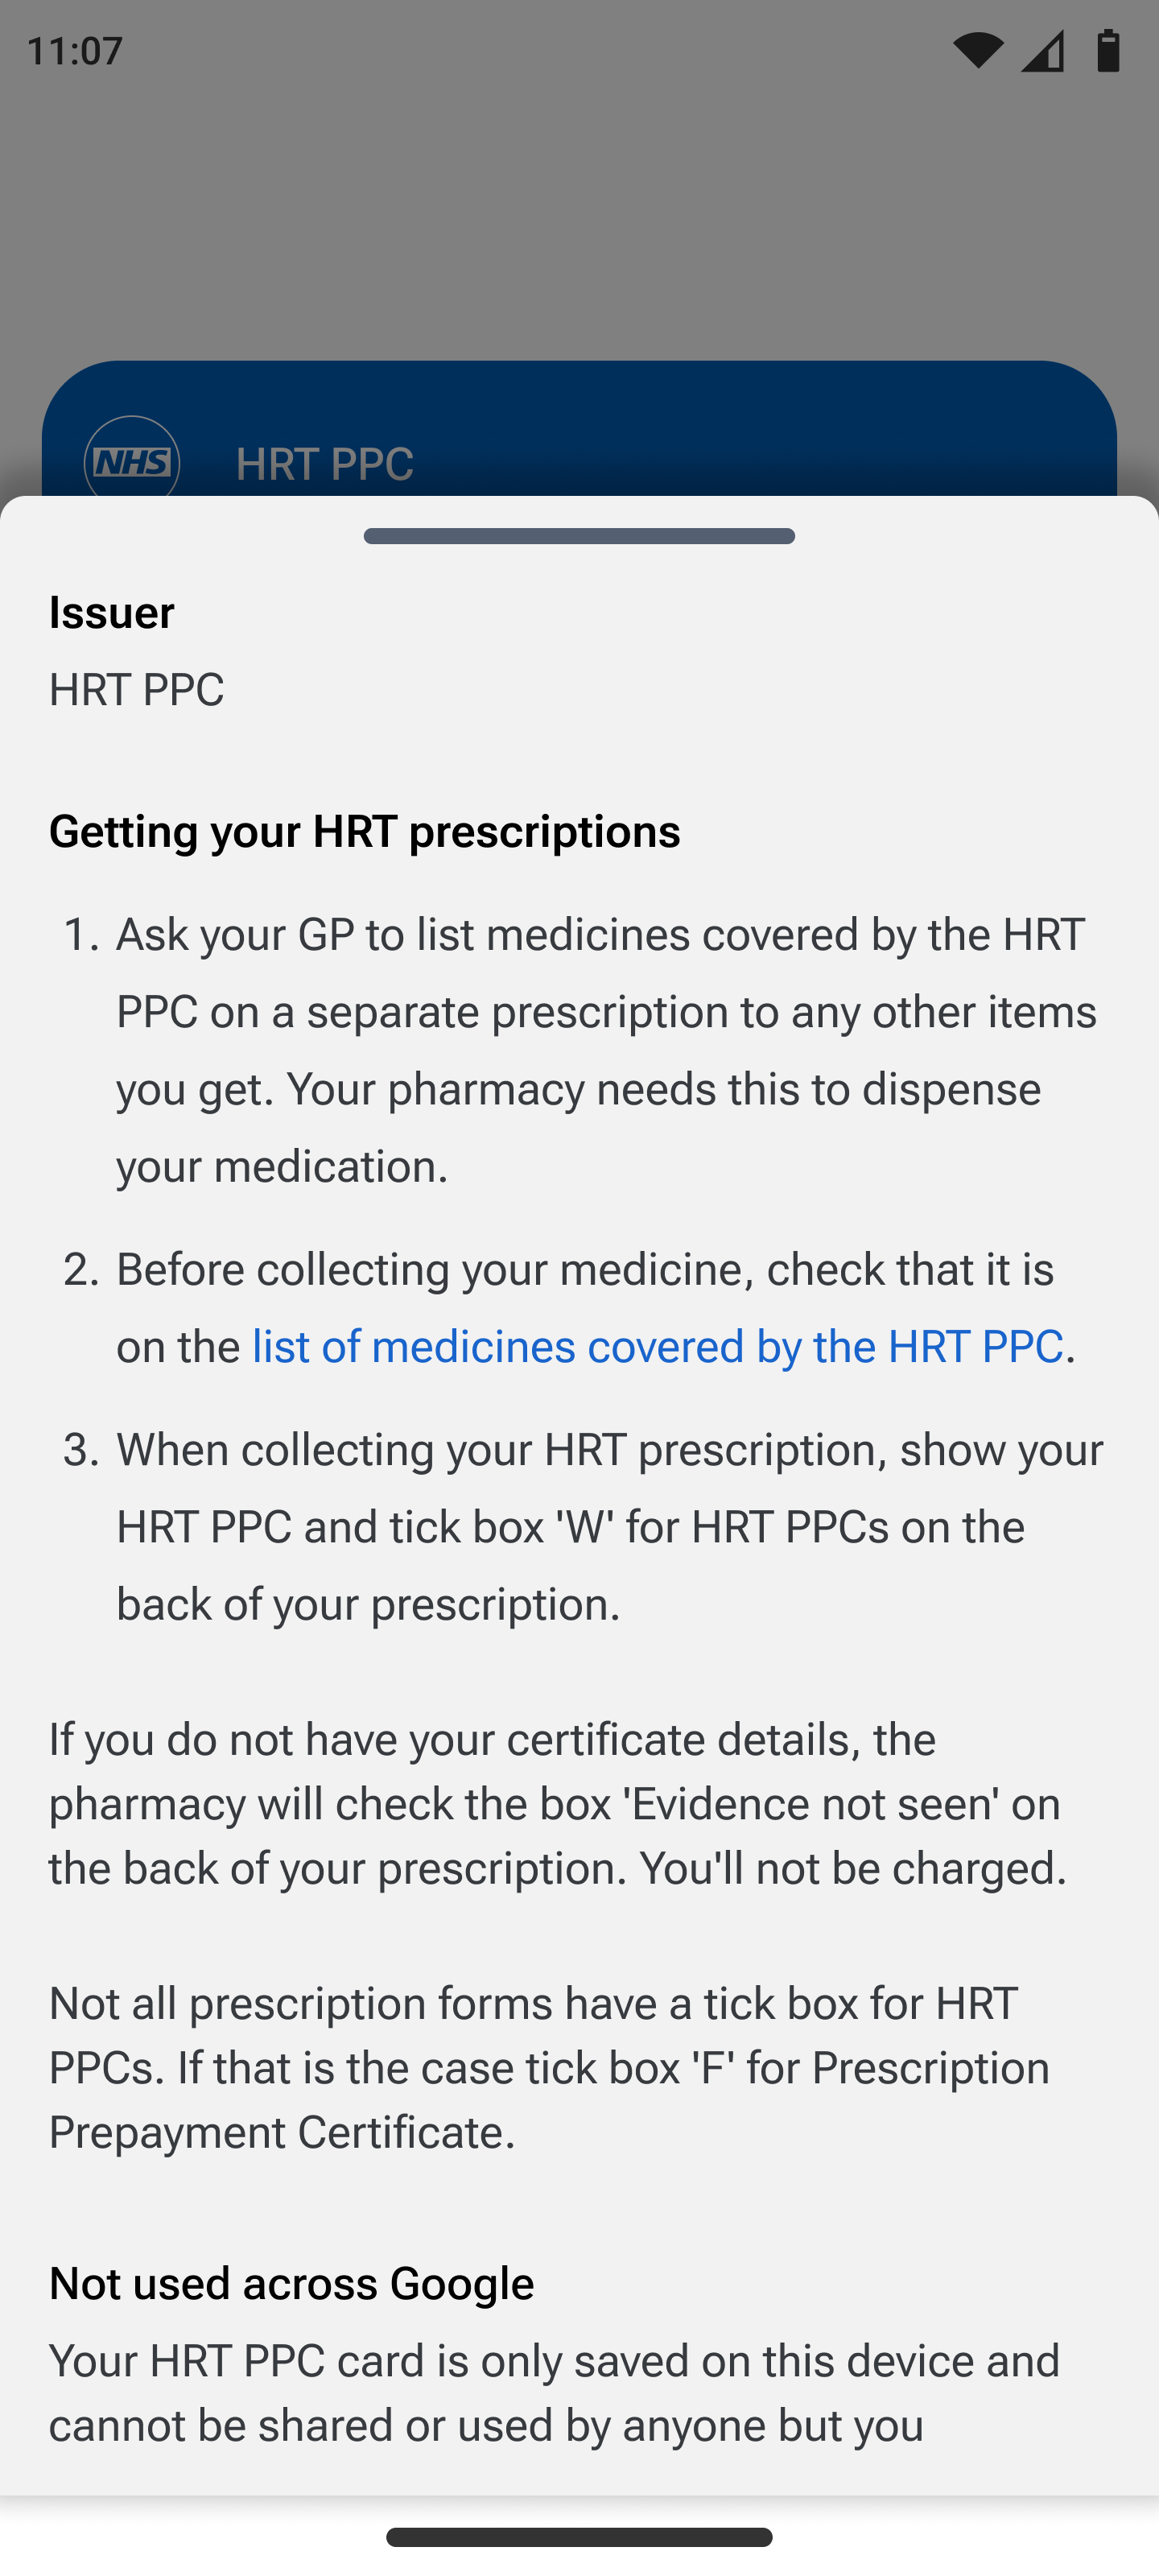 11:07
NHS
HRT PPC
Issuer
HRT PPC
Getting your HRT prescriptions
1. Ask your GP to list medicines covered by the HRT
PPC on a separate prescription to any other items
you get. Your pharmacy needs this to dispense
your medication.
2. Before collecting your medicine, check that it is
on the list of medicines covered by the HRT PPC.
3. When collecting your HRT prescription, show your
HRT PPC and tick box 'W' for HRT PPCs on the
back of your prescription.
If you do not have your certificate details, the
pharmacy will check the box 'Evidence not seen' on
the back of your prescription. You'll not be charged.
Not all prescription forms have a tick box for HRT
PPCs. If that is the case tick box 'F' for Prescription
Prepayment Certificate.
Not used across Google
Your HRT PPC card is only saved on this device and
cannot be shared or used by anyone but you